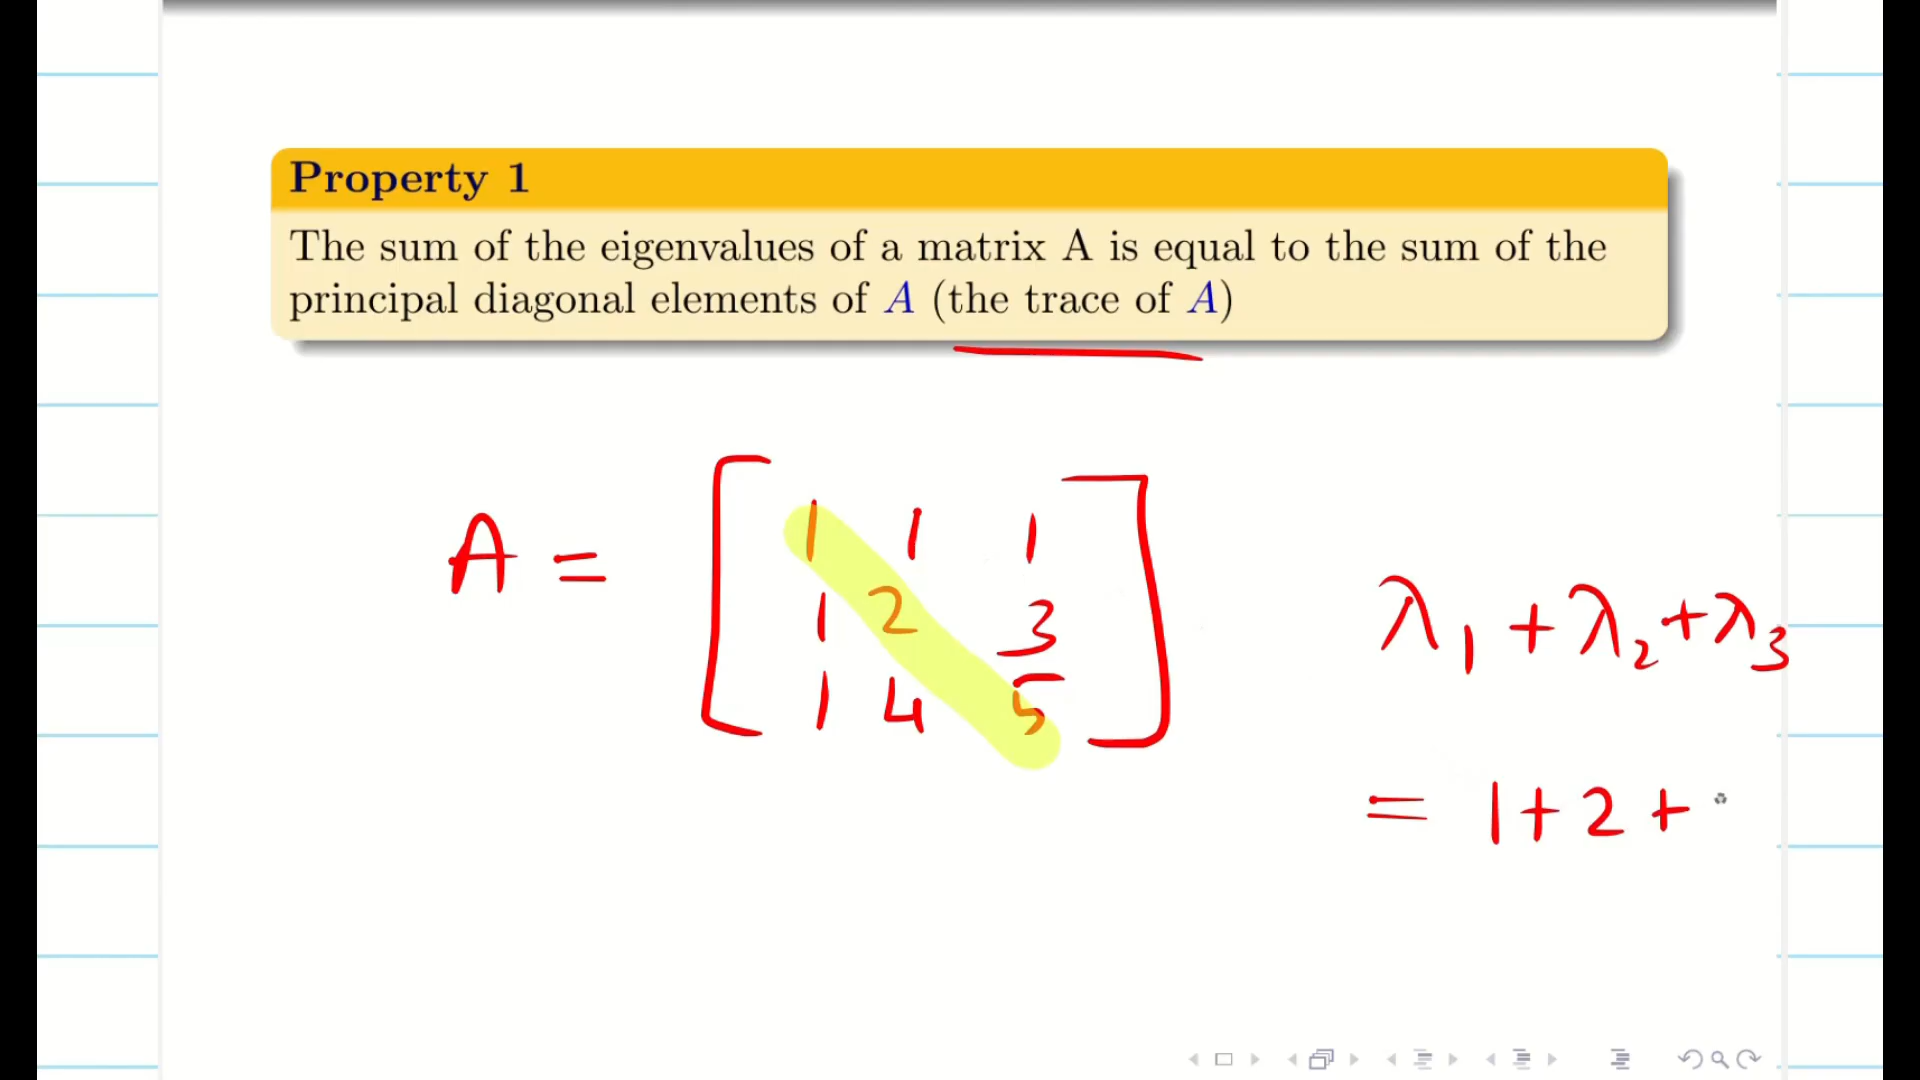 Property 1
The sum of the eigenvalues of a matrix A is equal to the sum of the
principal diagonal elements of A (the trace of A)
A = [ 1 1 1
1 2 3
1 4 5 ]
λ1 + λ2 + λ3
= 1 + 2 +